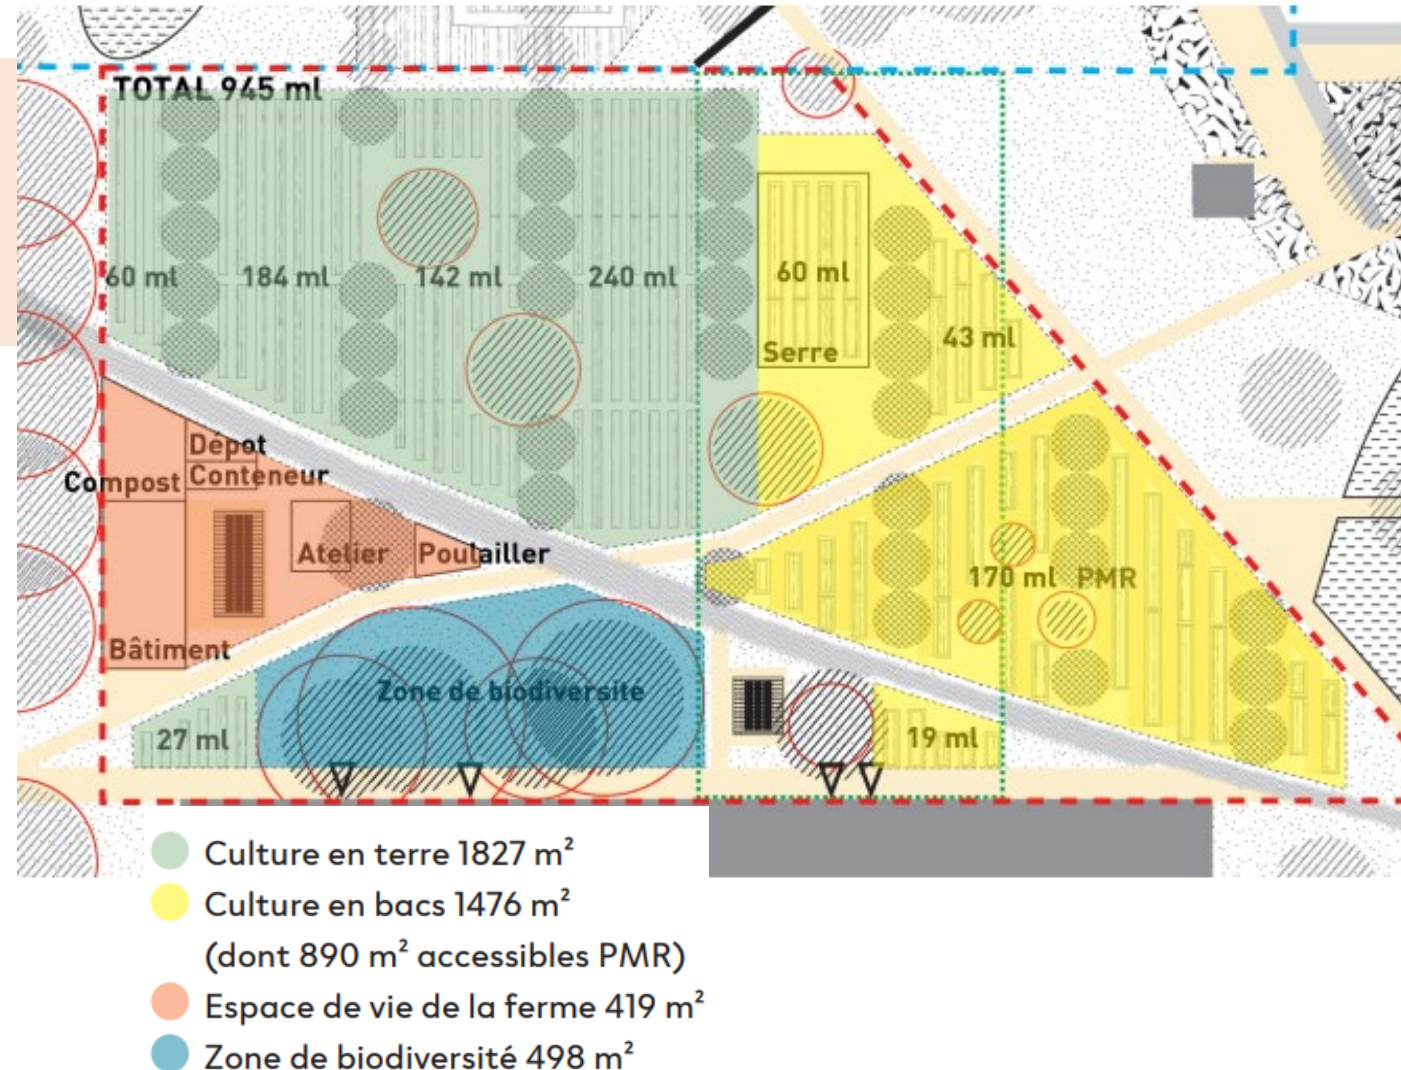 TOTAL 945 ml
60 ml
184 ml
142 ml
240 ml
60 ml
Serre
43 ml
Dépot
Compost
Conteneur
Atelier
Poulailler
170 ml PMR
Bâtiment
Zone de biodiversite
27 ml
19 ml
Culture en terre 1827 m²
Culture en bacs 1476 m²
(dont 890 m² accessibles PMR)
Espace de vie de la ferme 419 m²
Zone de biodiversité 498 m²